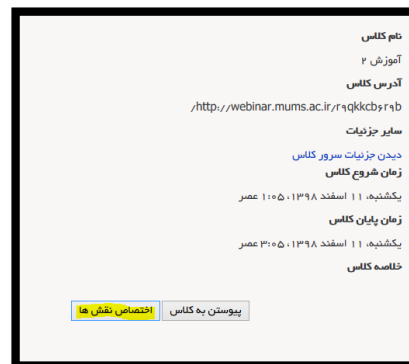 نام کلاس
آموزش ۲
آدرس کلاس
http://webinar.mums.ac.ir/r۹qkkcb۶r۹b/
سایر جزئیات
دیدن جزئیات سرور کلاس
زمان شروع کلاس
یکشنبه، ۱۱ اسفند ۱۳۹۸، ۱:۰۵ عصر
زمان پایان کلاس
یکشنبه، ۱۱ اسفند ۱۳۹۸، ۳:۰۵ عصر
خلاصه کلاس
پیوستن به کلاس اختصاص نقش ها